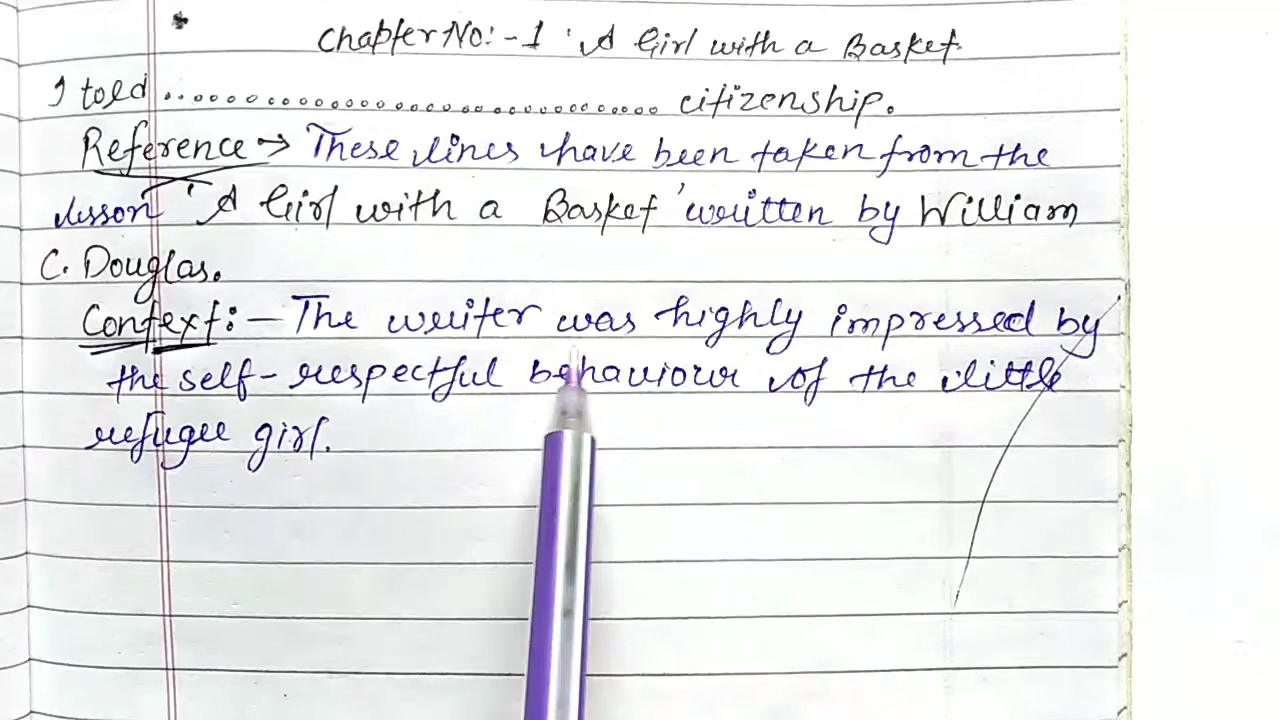 Chapter No:-1 'A Girl with a Basket.
I told .................................... citizenship.
Reference → These lines have been taken from the
lesson 'A Girl with a Basket' written by William
C. Douglas.
Context:- The writer was highly impressed by
the self-respectful behaviour of the little
refugee girl.